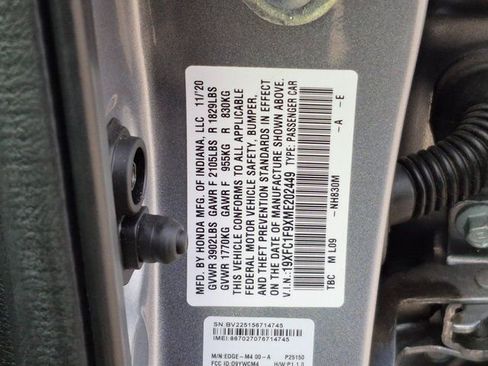 MFD. BY HONDA MFG. OF INDIANA, LLC 11/'20
GVWR 3902LBS GAWR F 2105LBS R 1829LBS
GVWR 1770KG GAWR F 955KG R 830KG
THIS VEHICLE CONFORMS TO ALL APPLICABLE
FEDERAL MOTOR VEHICLE SAFETY, BUMPER,
AND THEFT PREVENTION STANDARDS IN EFFECT
ON THE DATE OF MANUFACTURE SHOWN ABOVE.
V.I.N.:19XFC1F9XME202449 TYPE: PASSENGER CAR
TBC M L09 -NH830M -A -E
SN:BV225156714745
IMEI:867027076714745
M/N:EDGE-M4 00-A P25150
FCC ID:O9YWCM4 H/W:P1.1.0